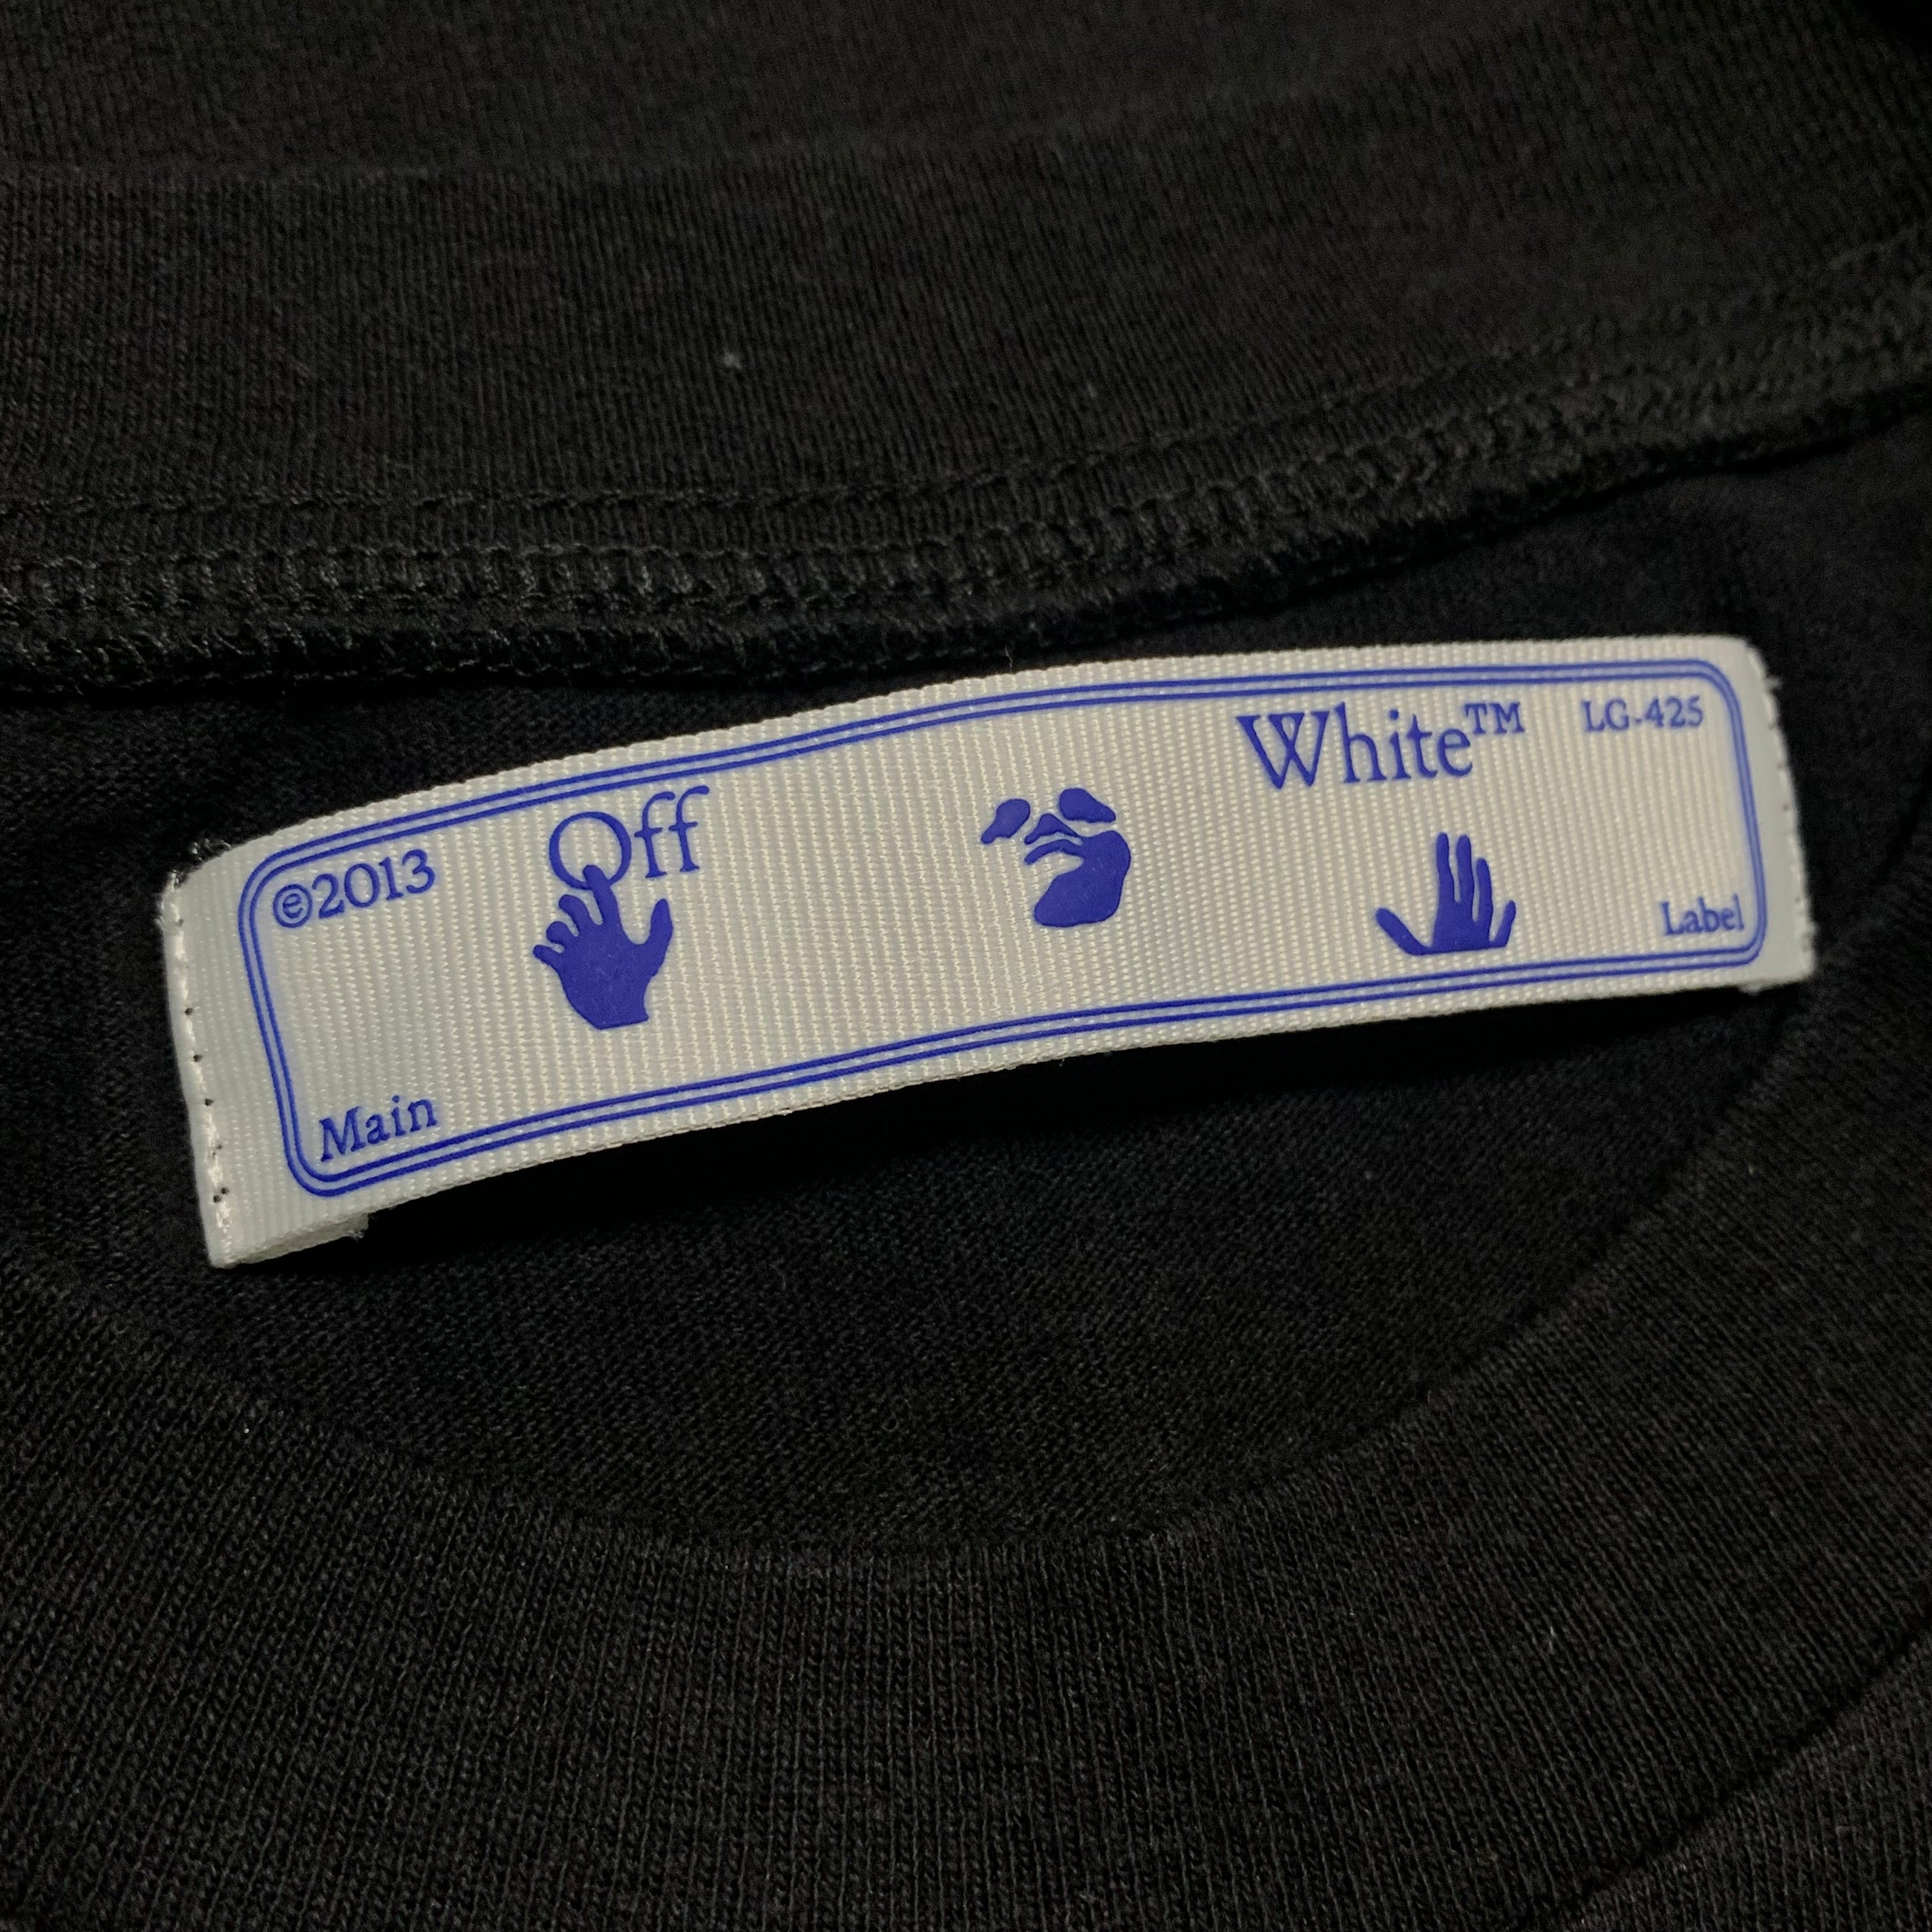 ©2013
Off
White™
LG-425
Main
Label